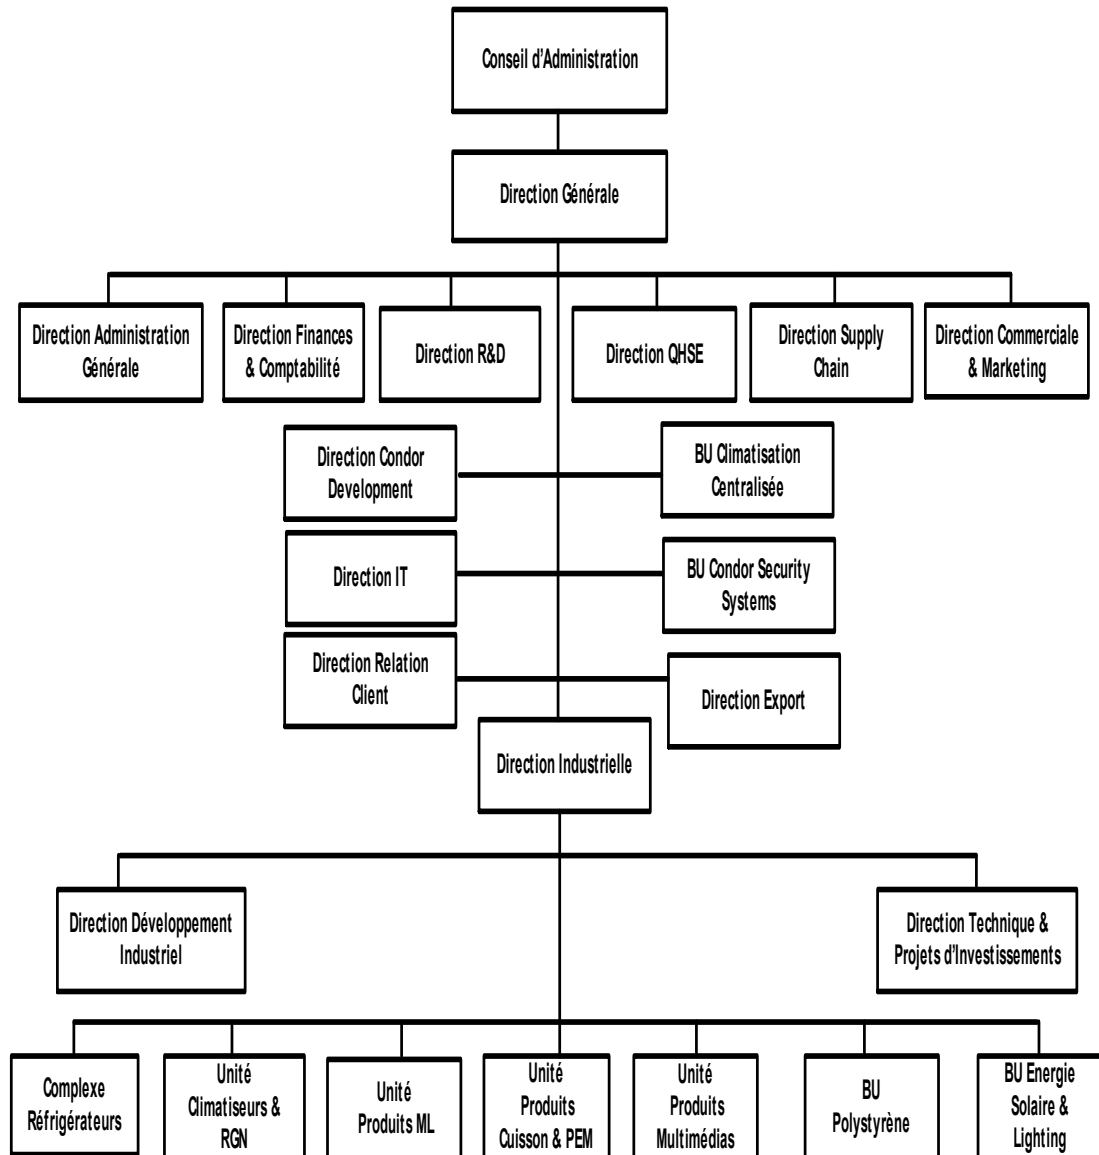 Conseil d'Administration
Direction Générale
Direction Administration
Générale
Direction Finances
& Comptabilité
Direction R&D
Direction QHSE
Direction Supply
Chain
Direction Commerciale
& Marketing
Direction Condor
Development
BU Climatisation
Centralisée
Direction IT
BU Condor Security
Systems
Direction Relation
Client
Direction Export
Direction Industrielle
Direction Développement
Industriel
Direction Technique &
Projets d'Investissements
Complexe
Réfrigérateurs
Unité
Climatiseurs &
RGN
Unité
Produits ML
Unité
Produits
Cuisson & PEM
Unité
Produits
Multimédias
BU
Polystyrène
BU Energie
Solaire &
Lighting